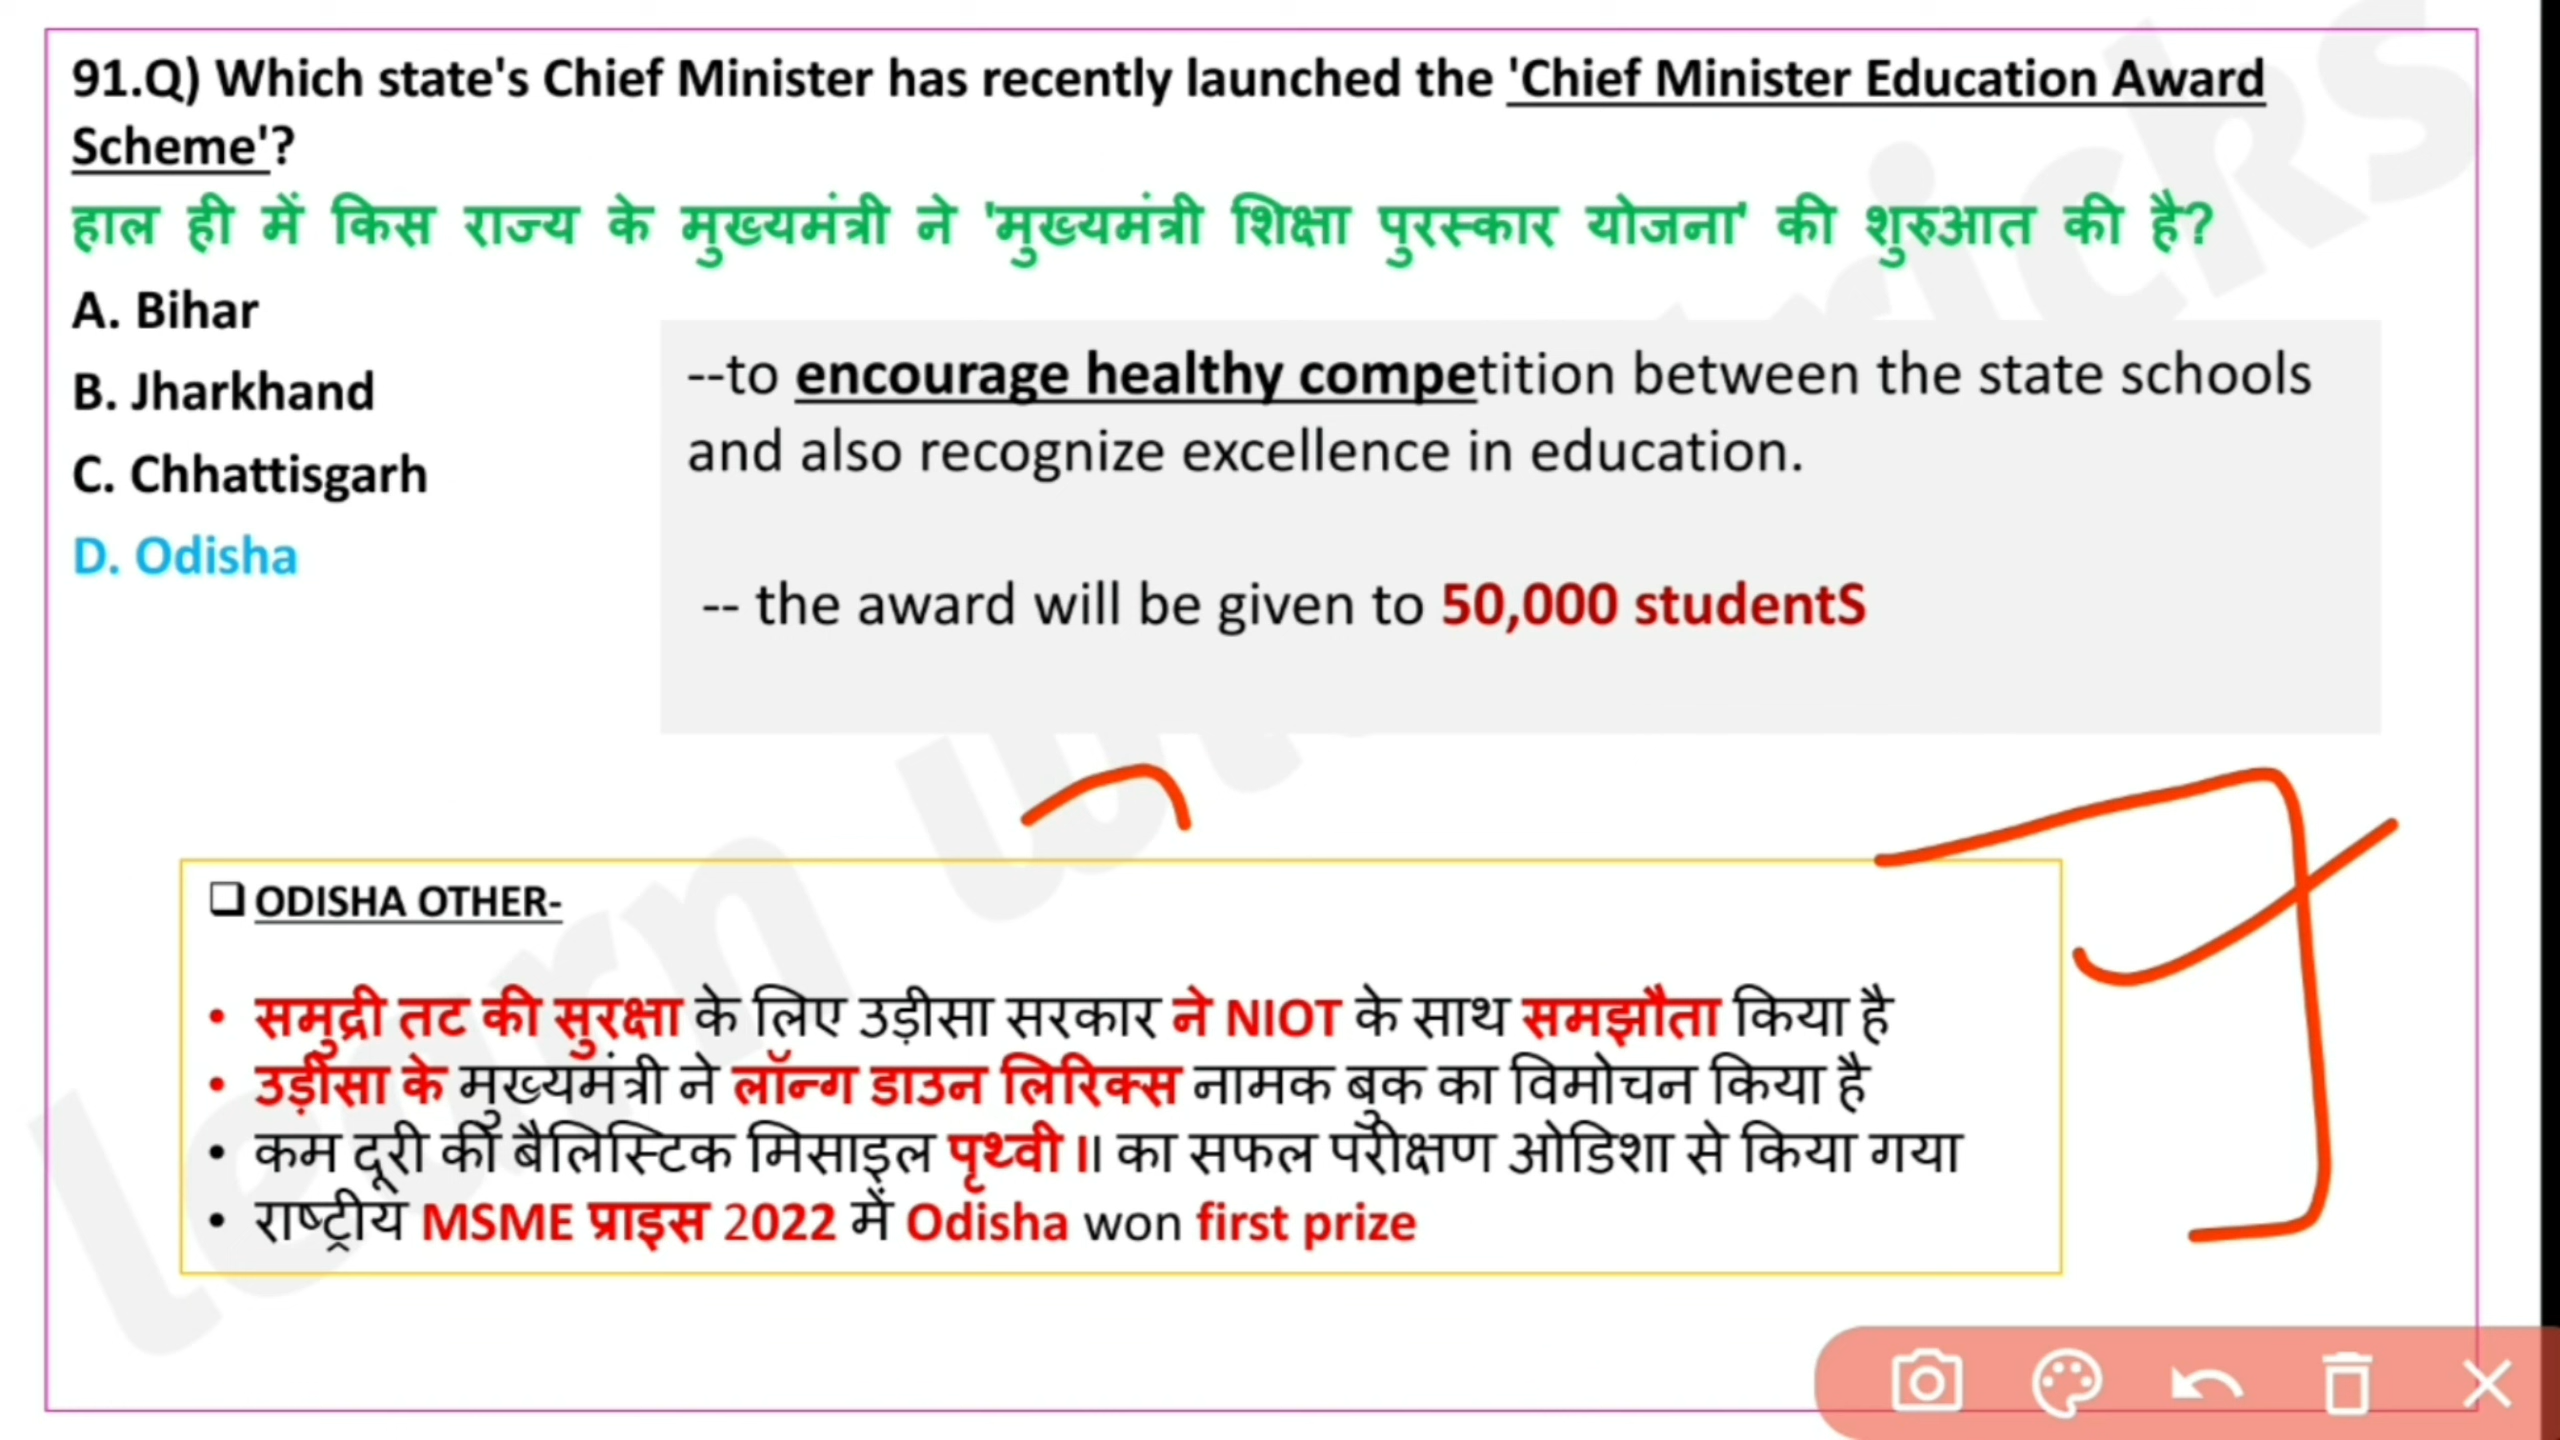 91.Q) Which state's Chief Minister has recently launched the 'Chief Minister Education Award
Scheme'?
हाल ही में किस राज्य के मुख्यमंत्री ने 'मुख्यमंत्री शिक्षा पुरस्कार योजना' की शुरुआत की है?
A. Bihar
B. Jharkhand
C. Chhattisgarh
D. Odisha
--to encourage healthy competition between the state schools
and also recognize excellence in education.
-- the award will be given to 50,000 studentS
ODISHA OTHER-
• समुद्री तट की सुरक्षा के लिए उड़ीसा सरकार ने NIOT के साथ समझौता किया है
• उड़ीसा के मुख्यमंत्री ने लॉन्ग डाउन लिरिक्स नामक बुक का विमोचन किया है
• कम दूरी की बैलिस्टिक मिसाइल पृथ्वी II का सफल परीक्षण ओडिशा से किया गया
• राष्ट्रीय MSME प्राइस 2022 में Odisha won first prize